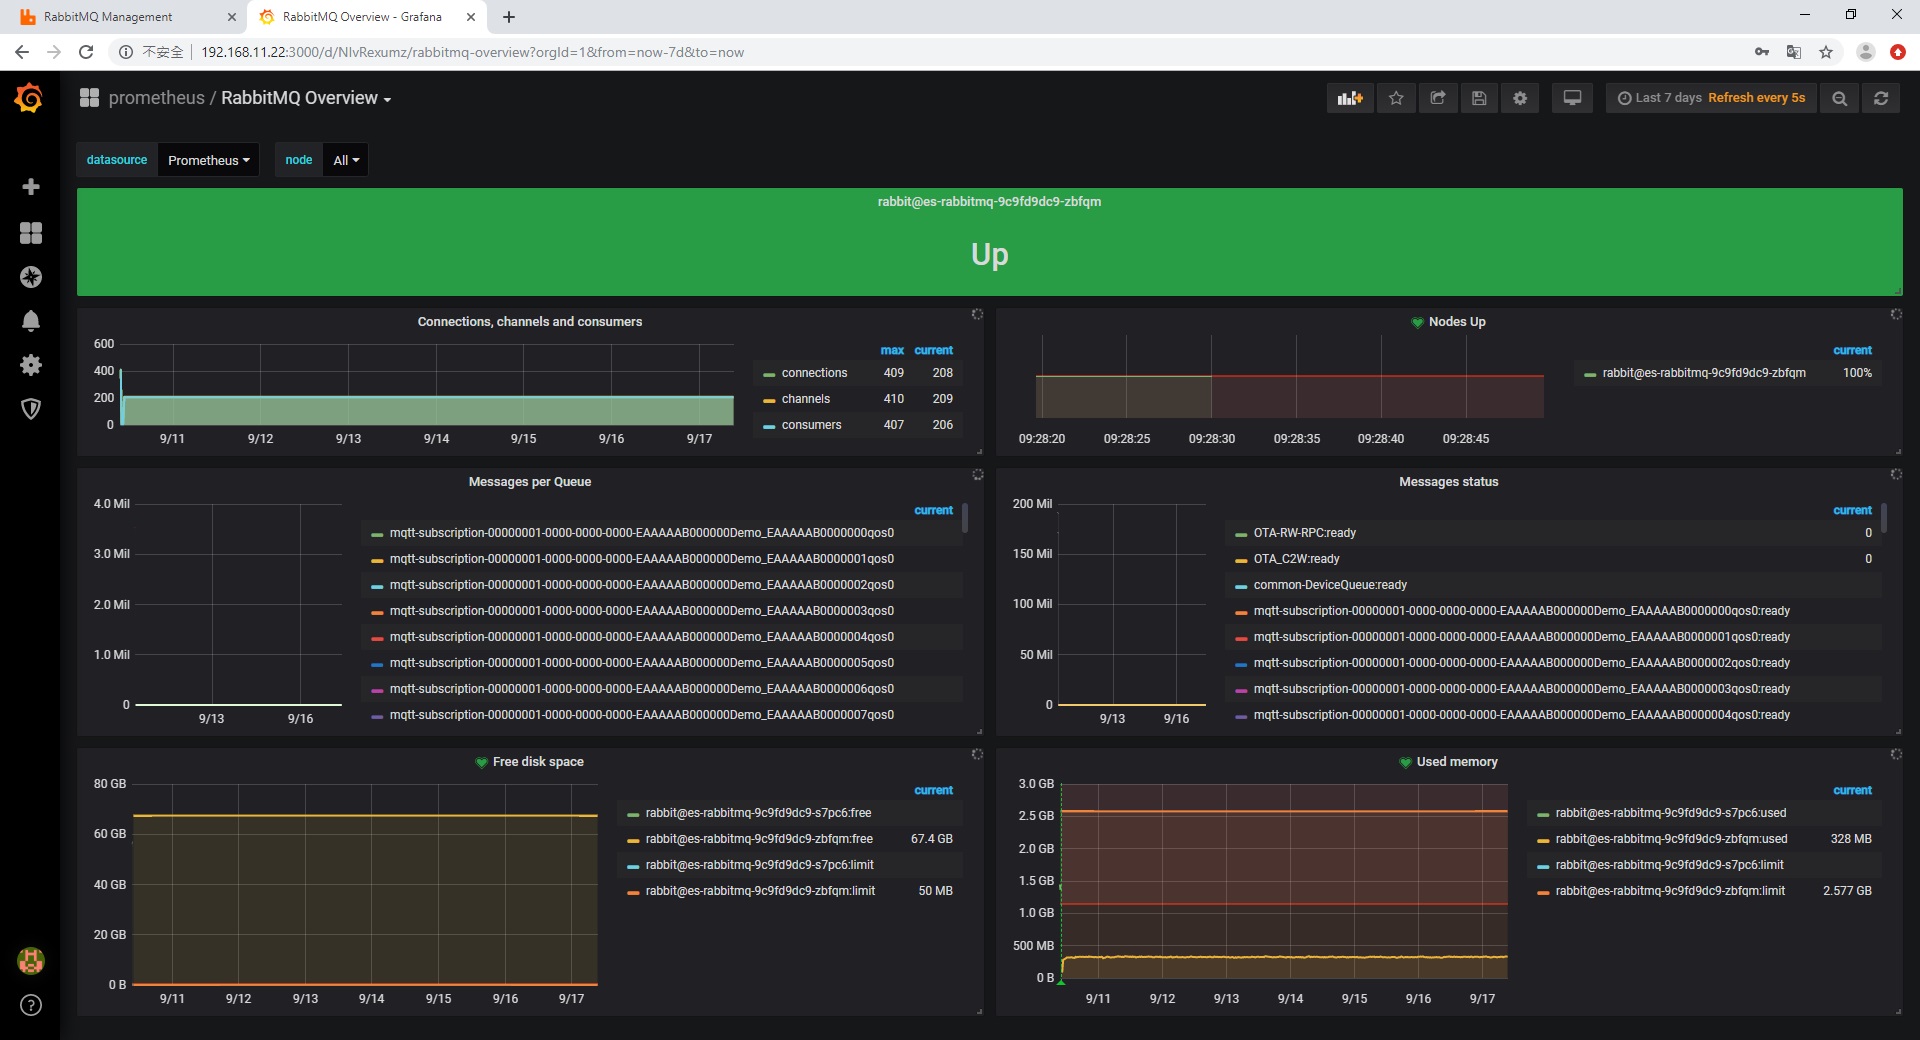 RabbitMQ Management
RabbitMQ Overview - Grafana
不安全 192.168.11.22:3000/d/NlvRexumz/rabbitmq-overview?orgId=1&from=now-7d&to=now
prometheus / RabbitMQ Overview
Last 7 days Refresh every 5s
datasource Prometheus node All
rabbit@es-rabbitmq-9c9fd9dc9-zbfqm
Up
Connections, channels and consumers
600
400
200
0
9/11 9/12 9/13 9/14 9/15 9/16 9/17
max current
connections 409 208
channels 410 209
consumers 407 206
Nodes Up
09:28:20 09:28:25 09:28:30 09:28:35 09:28:40 09:28:45
current
rabbit@es-rabbitmq-9c9fd9dc9-zbfqm 100%
Messages per Queue
4.0 Mil
3.0 Mil
2.0 Mil
1.0 Mil
0
9/13 9/16
current
mqtt-subscription-00000001-0000-0000-0000-EAAAAAB000000Demo_EAAAAAB0000000qos0
mqtt-subscription-00000001-0000-0000-0000-EAAAAAB000000Demo_EAAAAAB0000001qos0
mqtt-subscription-00000001-0000-0000-0000-EAAAAAB000000Demo_EAAAAAB0000002qos0
mqtt-subscription-00000001-0000-0000-0000-EAAAAAB000000Demo_EAAAAAB0000003qos0
mqtt-subscription-00000001-0000-0000-0000-EAAAAAB000000Demo_EAAAAAB0000004qos0
mqtt-subscription-00000001-0000-0000-0000-EAAAAAB000000Demo_EAAAAAB0000005qos0
mqtt-subscription-00000001-0000-0000-0000-EAAAAAB000000Demo_EAAAAAB0000006qos0
mqtt-subscription-00000001-0000-0000-0000-EAAAAAB000000Demo_EAAAAAB0000007qos0
Messages status
200 Mil
150 Mil
100 Mil
50 Mil
0
9/13 9/16
current
OTA-RW-RPC:ready 0
OTA_C2W:ready 0
common-DeviceQueue:ready
mqtt-subscription-00000001-0000-0000-0000-EAAAAAB000000Demo_EAAAAAB0000000qos0:ready
mqtt-subscription-00000001-0000-0000-0000-EAAAAAB000000Demo_EAAAAAB0000001qos0:ready
mqtt-subscription-00000001-0000-0000-0000-EAAAAAB000000Demo_EAAAAAB0000002qos0:ready
mqtt-subscription-00000001-0000-0000-0000-EAAAAAB000000Demo_EAAAAAB0000003qos0:ready
mqtt-subscription-00000001-0000-0000-0000-EAAAAAB000000Demo_EAAAAAB0000004qos0:ready
Free disk space
80 GB
60 GB
40 GB
20 GB
0 B
9/11 9/12 9/13 9/14 9/15 9/16 9/17
current
rabbit@es-rabbitmq-9c9fd9dc9-s7pc6:free
rabbit@es-rabbitmq-9c9fd9dc9-zbfqm:free 67.4 GB
rabbit@es-rabbitmq-9c9fd9dc9-s7pc6:limit
rabbit@es-rabbitmq-9c9fd9dc9-zbfqm:limit 50 MB
Used memory
3.0 GB
2.5 GB
2.0 GB
1.5 GB
1.0 GB
500 MB
0 B
9/11 9/12 9/13 9/14 9/15 9/16 9/17
current
rabbit@es-rabbitmq-9c9fd9dc9-s7pc6:used
rabbit@es-rabbitmq-9c9fd9dc9-zbfqm:used 328 MB
rabbit@es-rabbitmq-9c9fd9dc9-s7pc6:limit
rabbit@es-rabbitmq-9c9fd9dc9-zbfqm:limit 2.577 GB